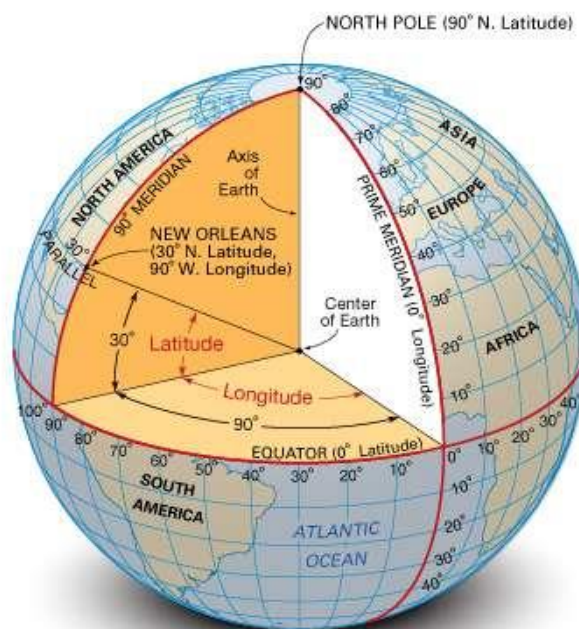 NORTH POLE (90° N. Latitude)
90°
80°
70°
60°
50°
40°
30°
20°
10°
0°
ASIA
EUROPE
AFRICA
NORTH AMERICA
90° MERIDIAN
Axis
of
Earth
PRIME MERIDIAN (0° Longitude)
30°
PARALLEL
NEW ORLEANS
(30° N. Latitude,
90° W. Longitude)
Center
of Earth
30°
Latitude
Longitude
90°
EQUATOR (0° Latitude)
100°
90°
80°
70°
60°
50°
40°
30°
20°
10°
10°
20°
30°
40°
10°
20°
30°
40°
SOUTH
AMERICA
ATLANTIC
OCEAN